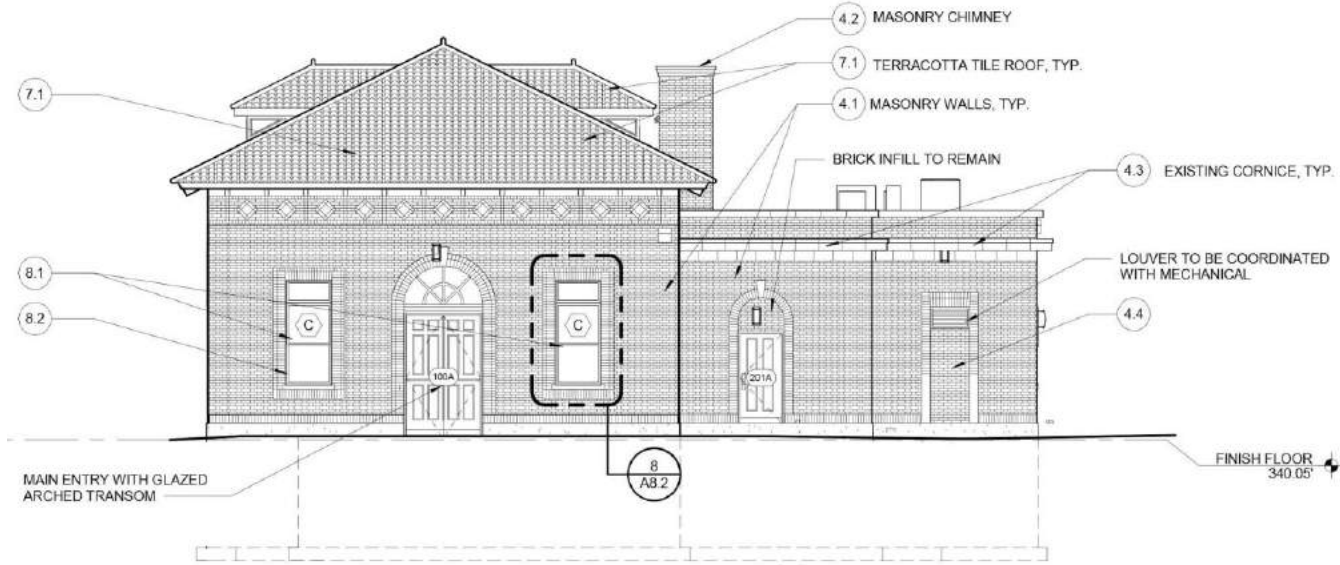 4.2 MASONRY CHIMNEY
7.1 TERRACOTTA TILE ROOF, TYP.
7.1
4.1 MASONRY WALLS, TYP.
BRICK INFILL TO REMAIN
4.3 EXISTING CORNICE, TYP.
8.1
LOUVER TO BE COORDINATED
WITH MECHANICAL
8.2
C
C
4.4
100A
201A
MAIN ENTRY WITH GLAZED
ARCHED TRANSOM
8
A8.2
FINISH FLOOR
340.05'